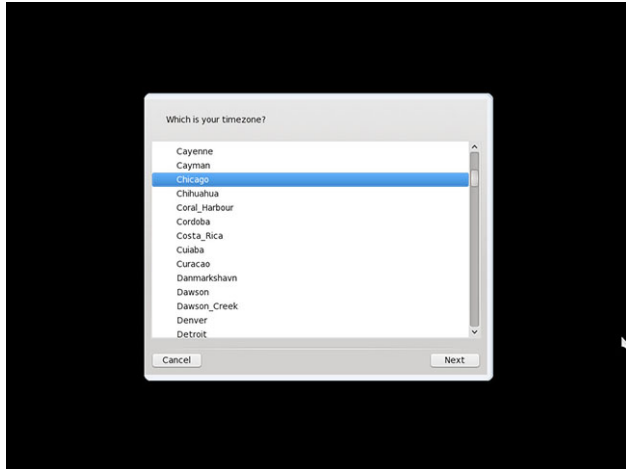 Which is your timezone?
Cayenne
Cayman
Chicago
Chihuahua
Coral_Harbour
Cordoba
Costa_Rica
Cuiaba
Curacao
Danmarkshavn
Dawson
Dawson_Creek
Denver
Detroit
Cancel
Next